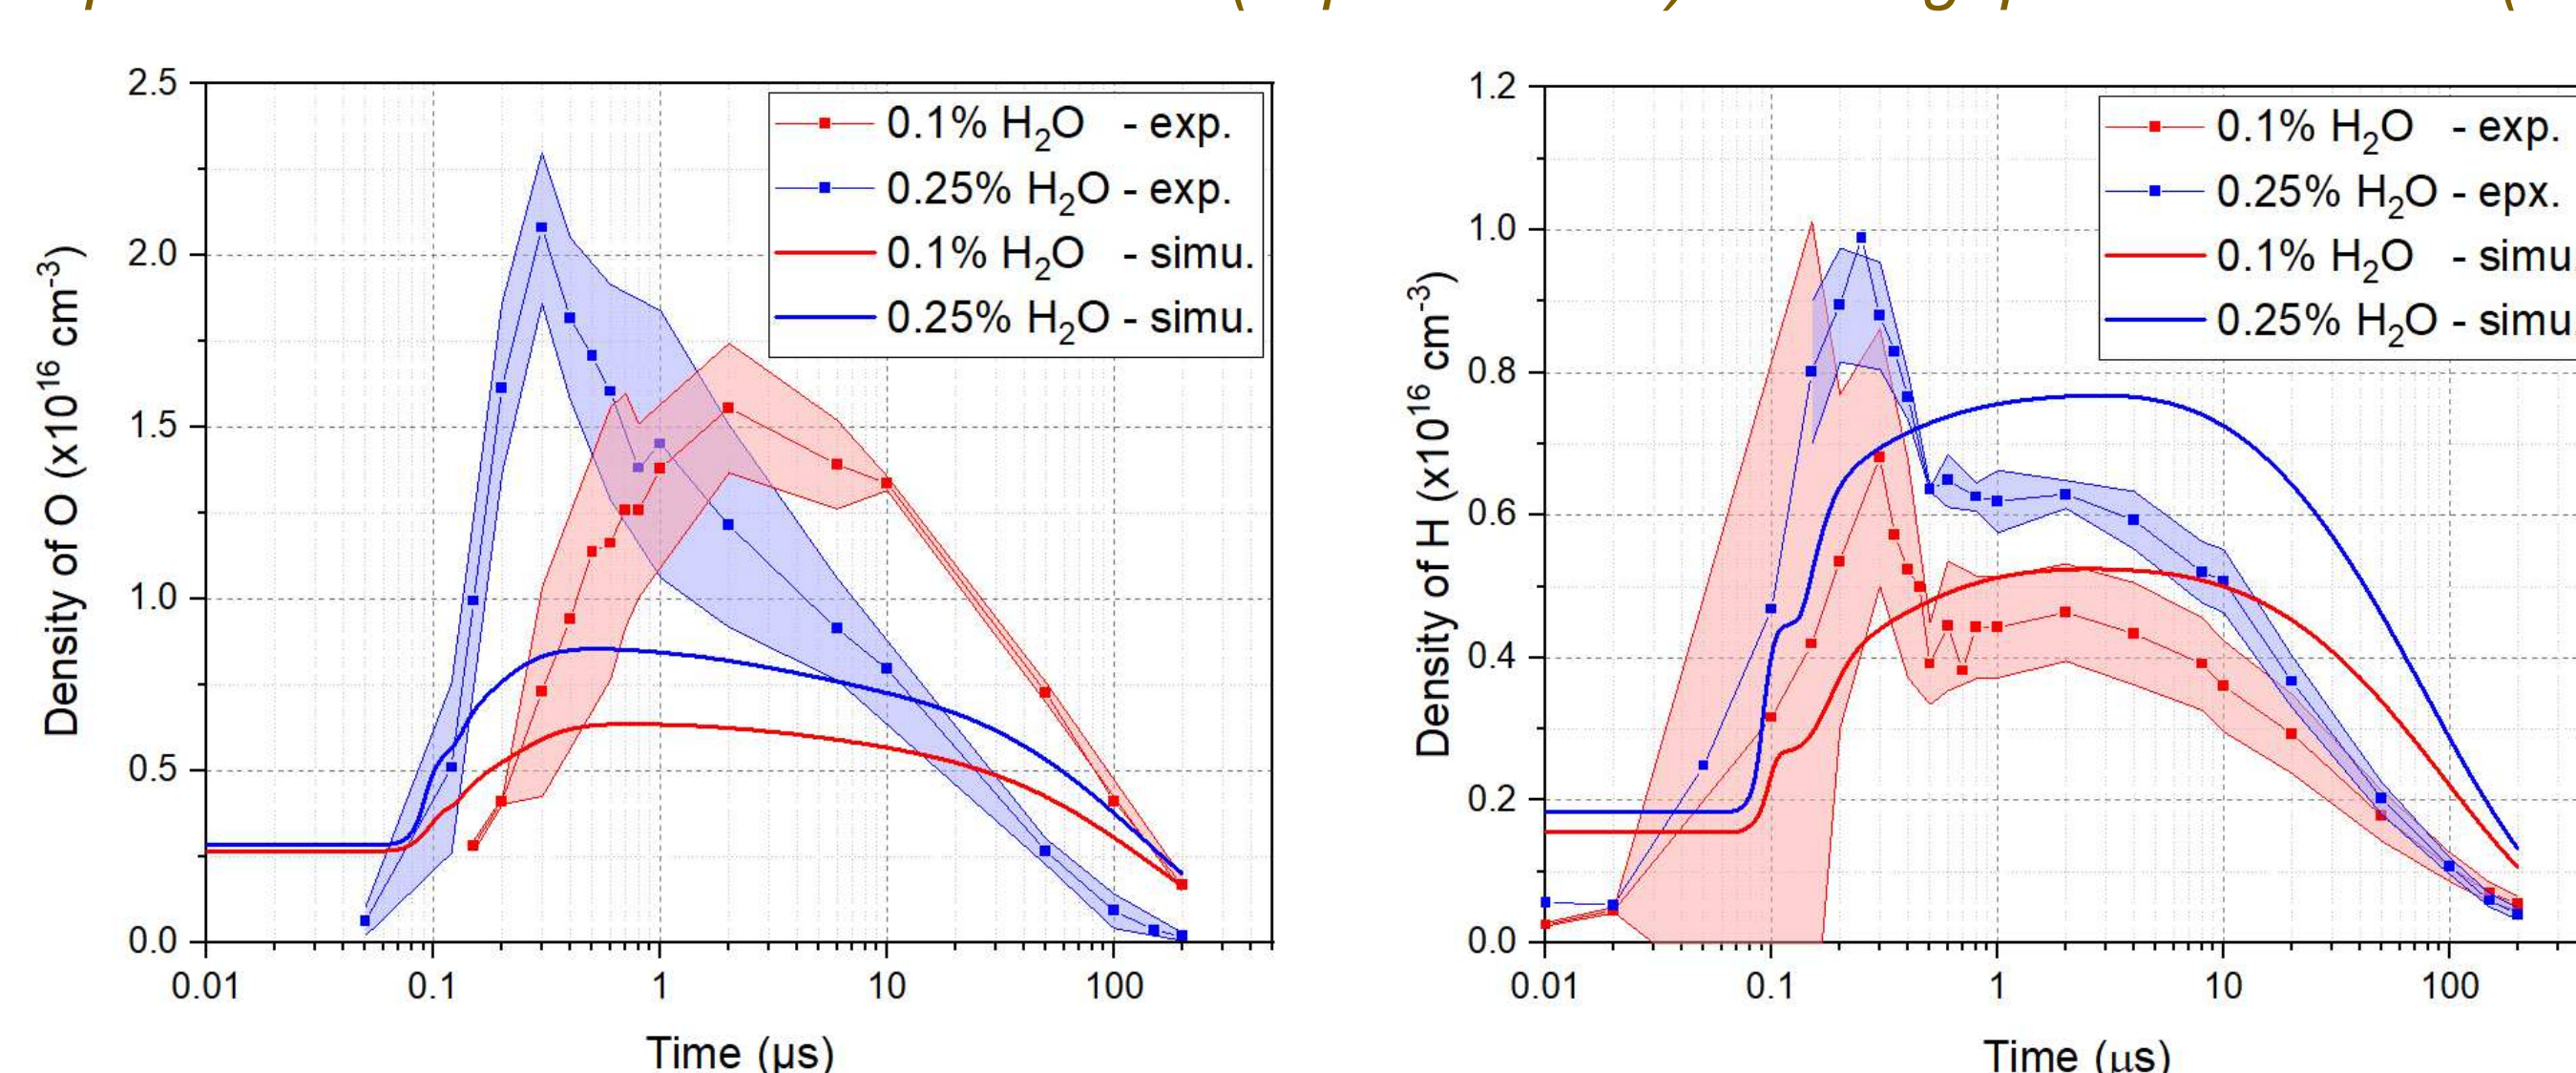 2.5
2.0
1.5
1.0
0.5
0.0
Density of O (x10¹⁶ cm⁻³)
0.1% H₂O - exp.
0.25% H₂O - exp.
0.1% H₂O - simu.
0.25% H₂O - simu.
0.01 0.1 1 10 100
Time (µs)
1.2
1.0
0.8
0.6
0.4
0.2
0.0
Density of H (x10¹⁶ cm⁻³)
0.1% H₂O - exp.
0.25% H₂O - epx.
0.1% H₂O - simu
0.25% H₂O - simu
0.01 0.1 1 10 100
Time (µs)